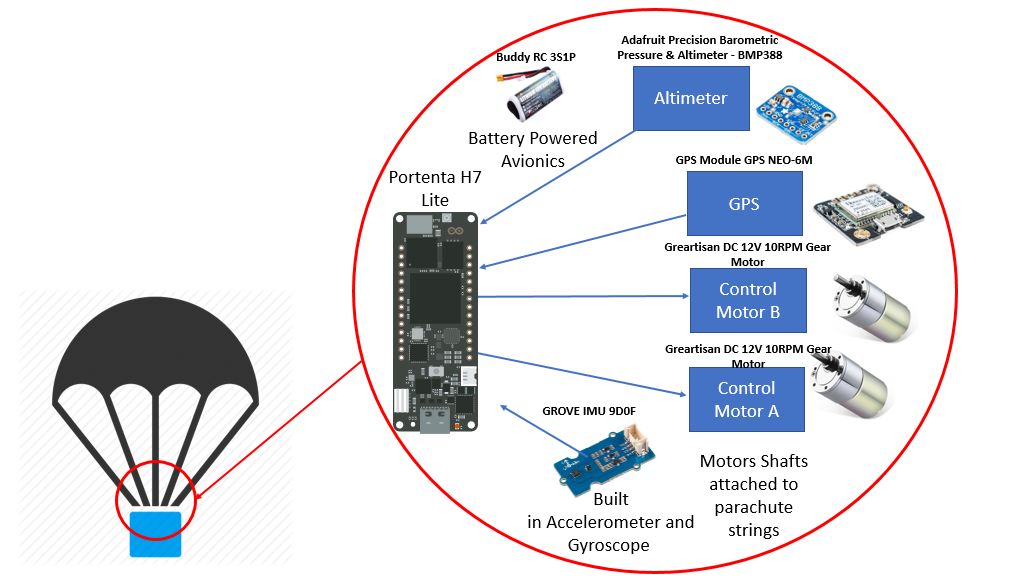 Buddy RC 3S1P
Battery Powered
Avionics
Adafruit Precision Barometric
Pressure & Altimeter - BMP388
Altimeter
BMP388
Portenta H7
Lite
GPS Module GPS NEO-6M
GPS
Greartisan DC 12V 10RPM Gear
Motor
Control
Motor B
Greartisan DC 12V 10RPM Gear
Motor
Control
Motor A
GROVE IMU 9D0F
Built
in Accelerometer and
Gyroscope
Motors Shafts
attached to
parachute
strings